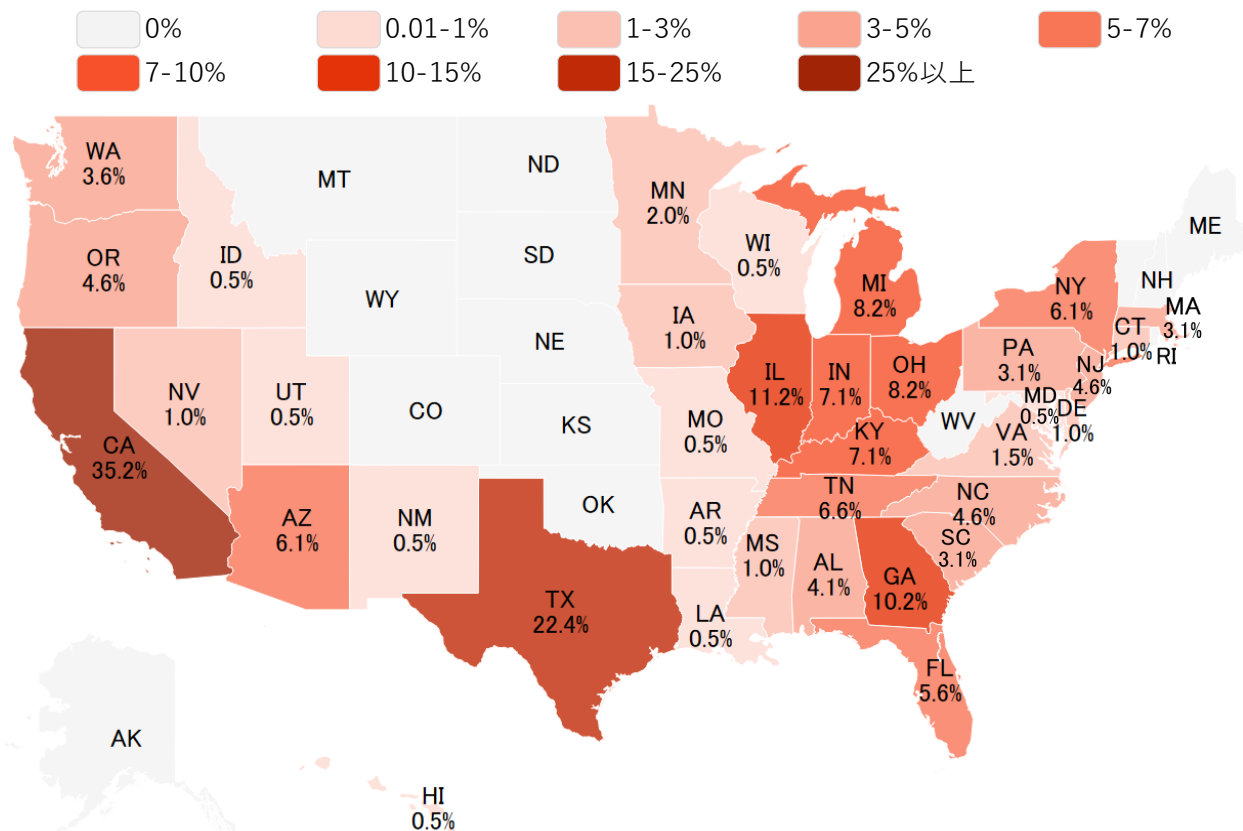 0%
0.01-1%
1-3%
3-5%
5-7%
7-10%
10-15%
15-25%
25%以上
WA
3.6%
MT
ND
MN
2.0%
ME
OR
4.6%
ID
0.5%
SD
WI
0.5%
WY
MI
8.2%
NY
6.1%
NH
MA
3.1%
CT
1.0%
RI
NE
IA
1.0%
PA
3.1%
NJ
4.6%
NV
1.0%
UT
0.5%
CO
KS
MO
0.5%
IL
11.2%
IN
7.1%
OH
8.2%
WV
MD
0.5%
DE
1.0%
VA
1.5%
KY
7.1%
CA
35.2%
AZ
6.1%
NM
0.5%
OK
AR
0.5%
TN
6.6%
NC
4.6%
SC
3.1%
MS
1.0%
AL
4.1%
GA
10.2%
TX
22.4%
LA
0.5%
FL
5.6%
AK
HI
0.5%